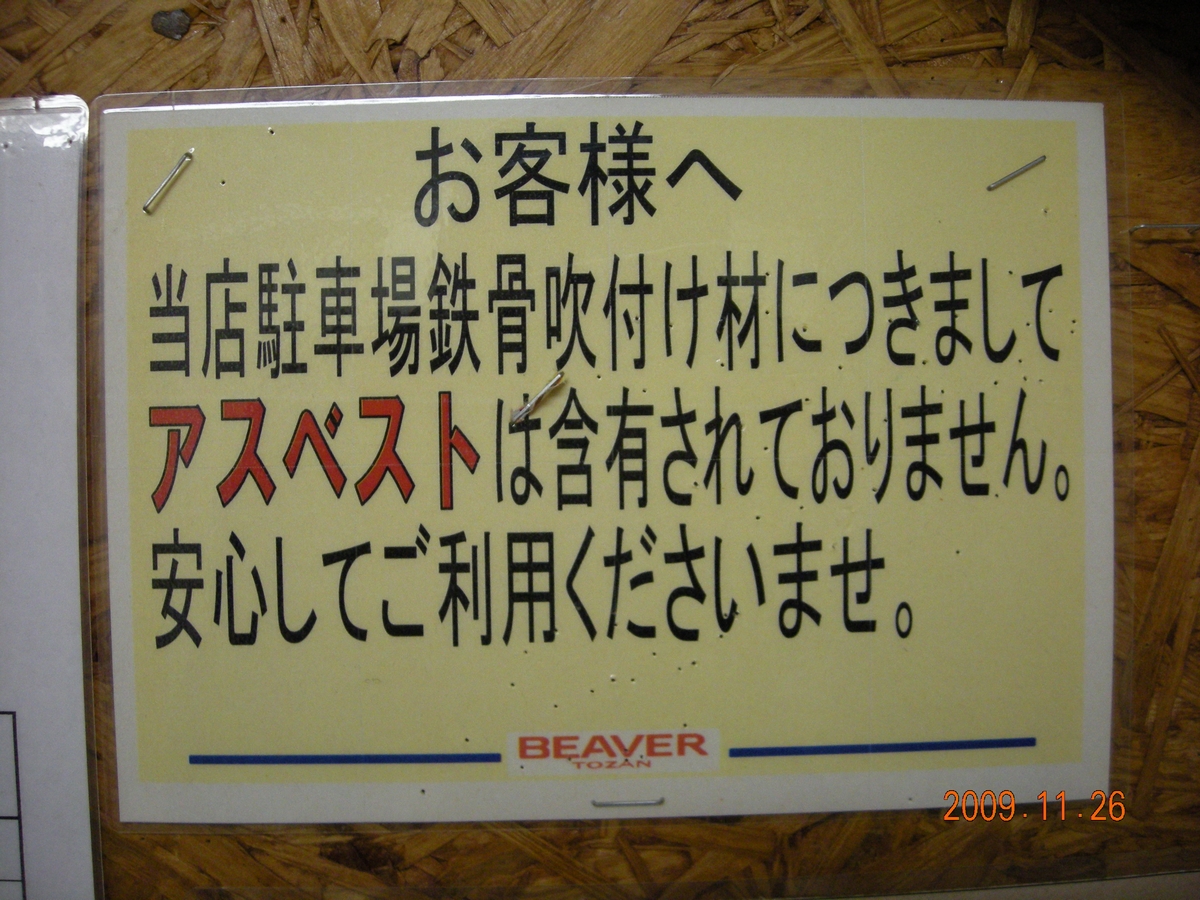 お客様へ
当店駐車場鉄骨吹付け材につきまして
アスベストは含有されておりません。
安心してご利用くださいませ。
BEAVER
TOZAN
2009.11.26